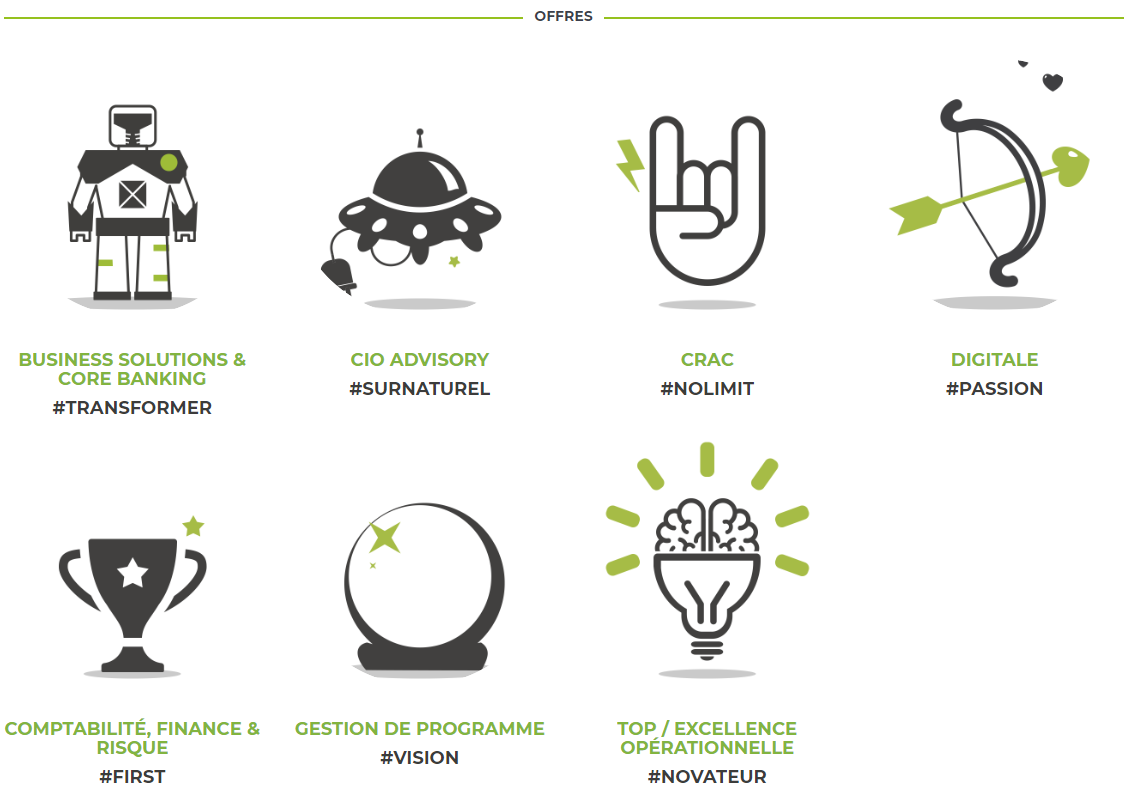 OFFRES
BUSINESS SOLUTIONS &
CORE BANKING
#TRANSFORMER
CIO ADVISORY
#SURNATUREL
CRAC
#NOLIMIT
DIGITALE
#PASSION
COMPTABILITÉ, FINANCE &
RISQUE
#FIRST
GESTION DE PROGRAMME
#VISION
TOP / EXCELLENCE
OPÉRATIONNELLE
#NOVATEUR